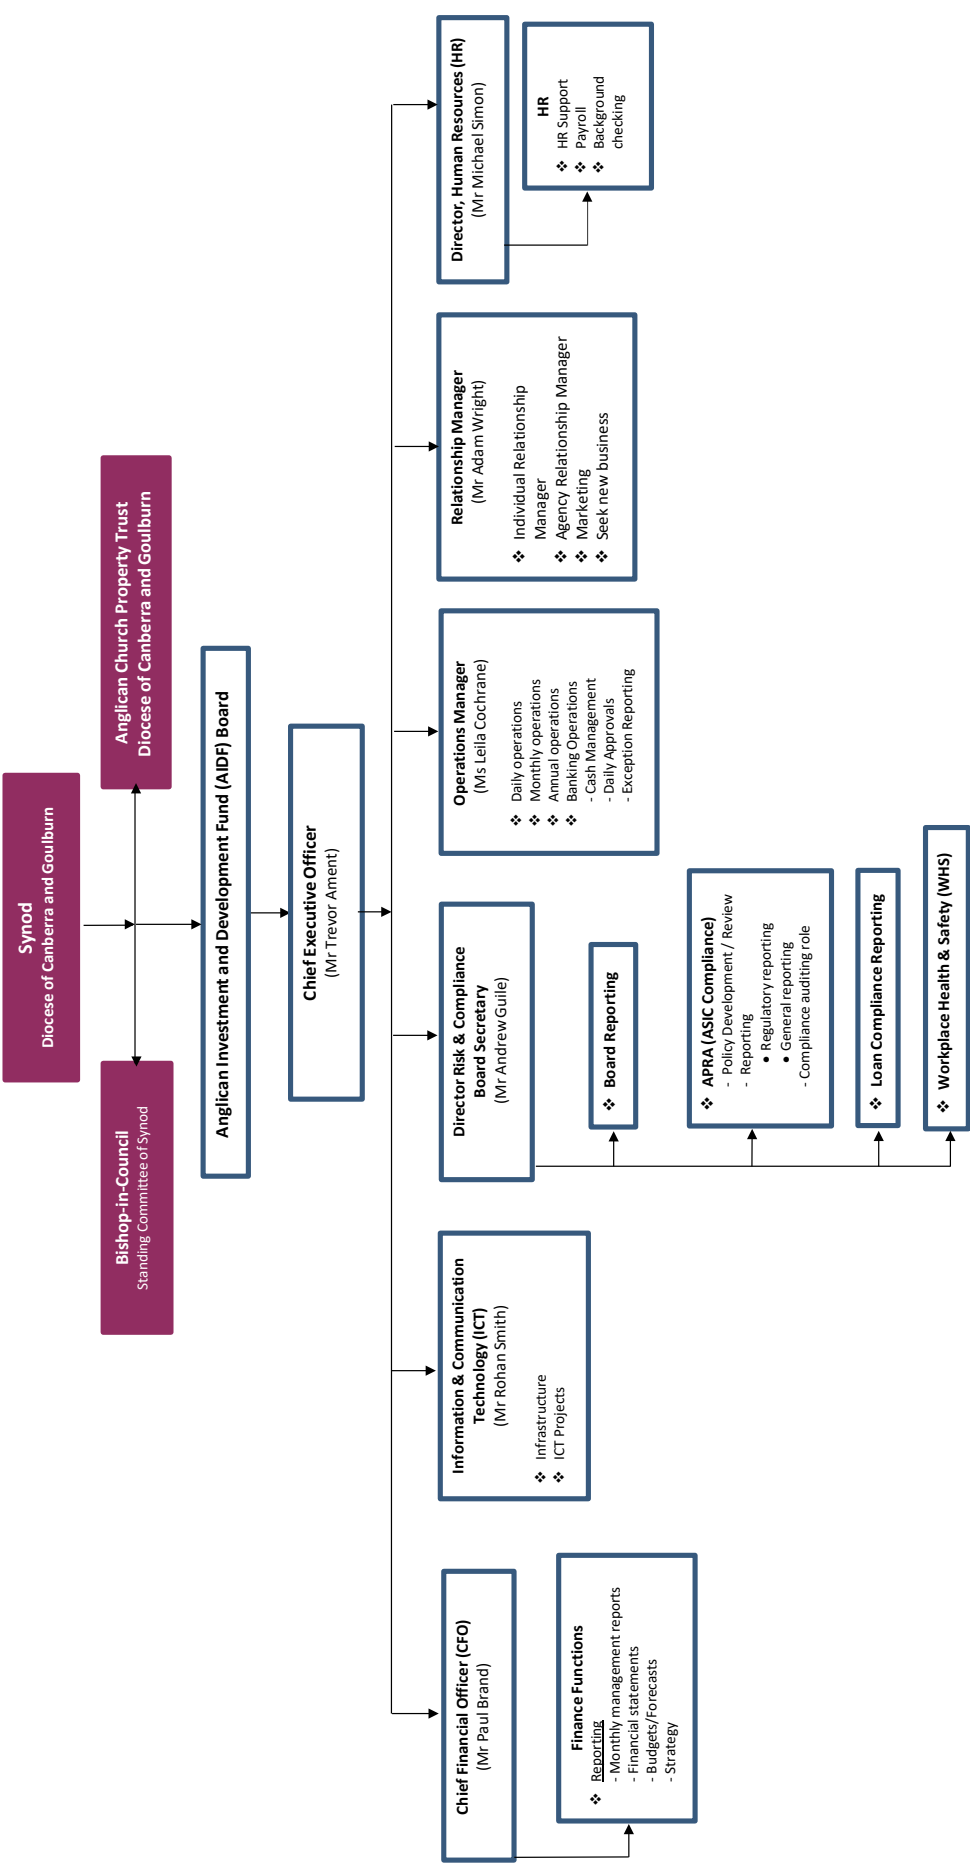 Synod
Diocese of Canberra and Goulburn
Bishop-in-Council
Standing Committee of Synod
Anglican Church Property Trust
Diocese of Canberra and Goulburn
Anglican Investment and Development Fund (AIDF) Board
Chief Executive Officer
(Mr Trevor Ament)
Chief Financial Officer (CFO)
(Mr Paul Brand)
Finance Functions
❖ Reporting
- Monthly management reports
- Financial statements
- Budgets/Forecasts
- Strategy
Information & Communication
Technology (ICT)
(Mr Rohan Smith)
❖ Infrastructure
❖ ICT Projects
Director Risk & Compliance
Board Secretary
(Mr Andrew Guile)
❖ Board Reporting
❖ APRA (ASIC Compliance)
- Policy Development / Review
- Reporting
• Regulatory reporting
• General reporting
- Compliance auditing role
❖ Loan Compliance Reporting
❖ Workplace Health & Safety (WHS)
Operations Manager
(Ms Leila Cochrane)
❖ Daily operations
❖ Monthly operations
❖ Annual operations
❖ Banking Operations
- Cash Management
- Daily Approvals
- Exception Reporting
Relationship Manager
(Mr Adam Wright)
❖ Individual Relationship
Manager
❖ Agency Relationship Manager
❖ Marketing
❖ Seek new business
Director, Human Resources (HR)
(Mr Michael Simon)
HR
❖ HR Support
❖ Payroll
❖ Background
checking